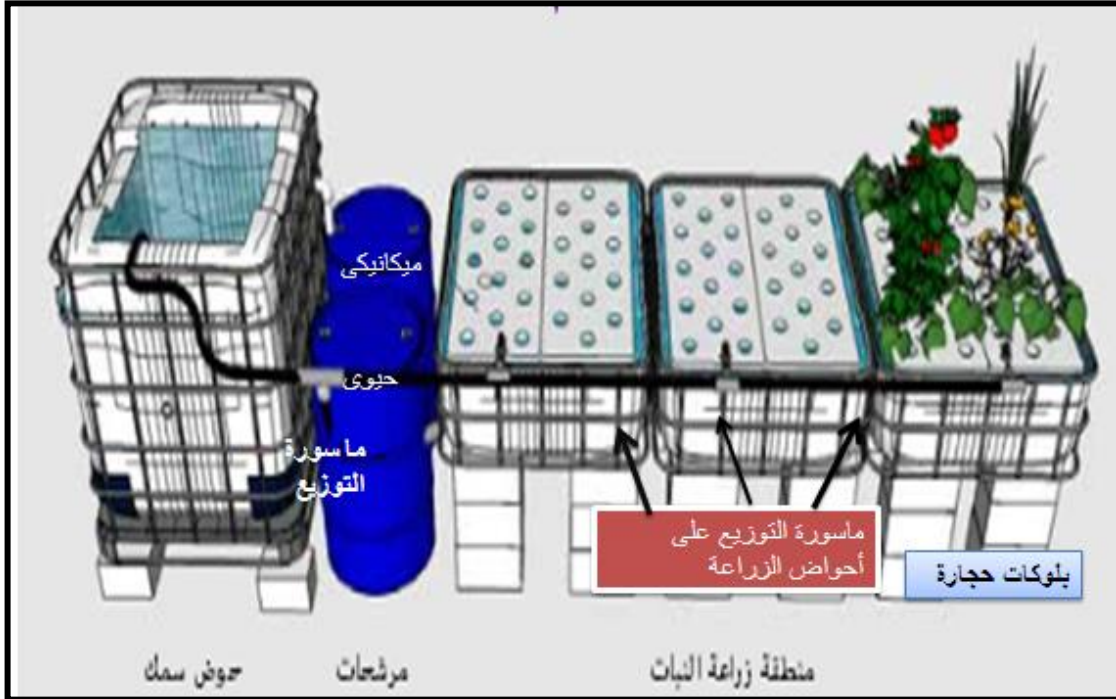 ميكانيكى
حيوى
ماسورة
التوزيع
ماسورة التوزيع على
أحواض الزراعة
بلوكات حجارة
منطقة زراعة النبات
مرشحات
حوض سمك